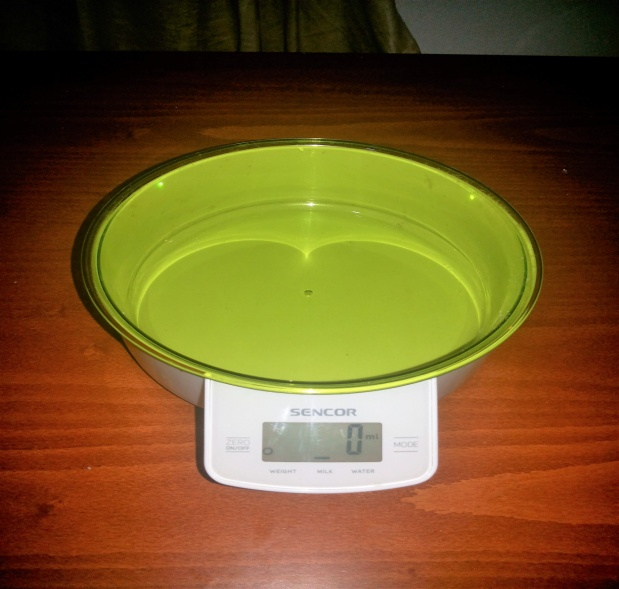 SENCOR
ZERO
ON/OFF
0 ml
MODE
WEIGHT MILK WATER